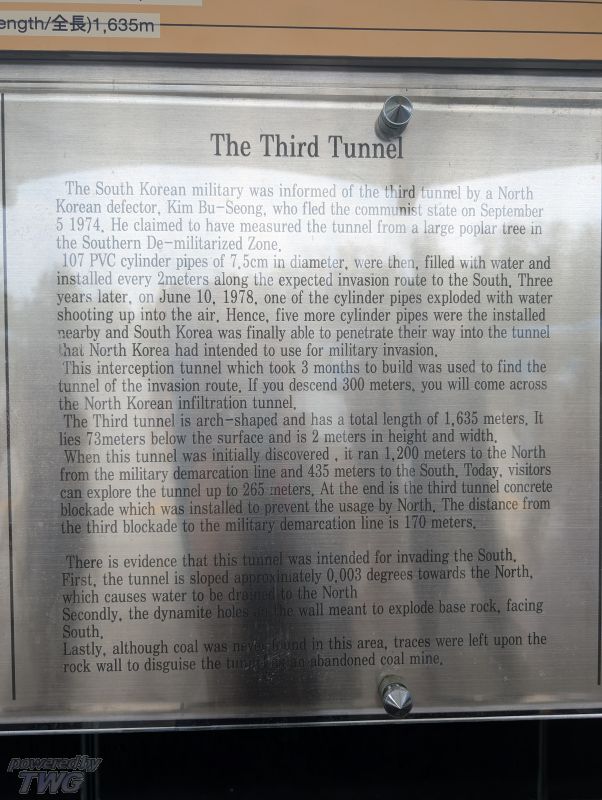 ength/全長)1,635m
The Third Tunnel
The South Korean military was informed of the third tunnel by a North
Korean defector, Kim Bu-Seong, who fled the communist state on September
5 1974. He claimed to have measured the tunnel from a large poplar tree in
the Southern De-militarized Zone.
107 PVC cylinder pipes of 7.5cm in diameter, were then, filled with water and
installed every 2meters along the expected invasion route to the South. Three
years later, on June 10, 1978, one of the cylinder pipes exploded with water
shooting up into the air. Hence, five more cylinder pipes were the installed
nearby and South Korea was finally able to penetrate their way into the tunnel
that North Korea had intended to use for military invasion.
This interception tunnel which took 3 months to build was used to find the
tunnel of the invasion route. If you descend 300 meters, you will come across
the North Korean infiltration tunnel.
The Third tunnel is arch-shaped and has a total length of 1,635 meters. It
lies 73meters below the surface and is 2 meters in height and width.
When this tunnel was initially discovered , it ran 1,200 meters to the North
from the military demarcation line and 435 meters to the South. Today, visitors
can explore the tunnel up to 265 meters. At the end is the third tunnel concrete
blockade which was installed to prevent the usage by North. The distance from
the third blockade to the military demarcation line is 170 meters.
There is evidence that this tunnel was intended for invading the South.
First, the tunnel is sloped approximately 0,003 degrees towards the North,
which causes water to be drained to the North
Secondly, the dynamite holes the wall meant to explode base rock, facing
South.
Lastly, although coal was never found in this area, traces were left upon the
rock wall to disguise the tunnel an abandoned coal mine.
powered by
TWG